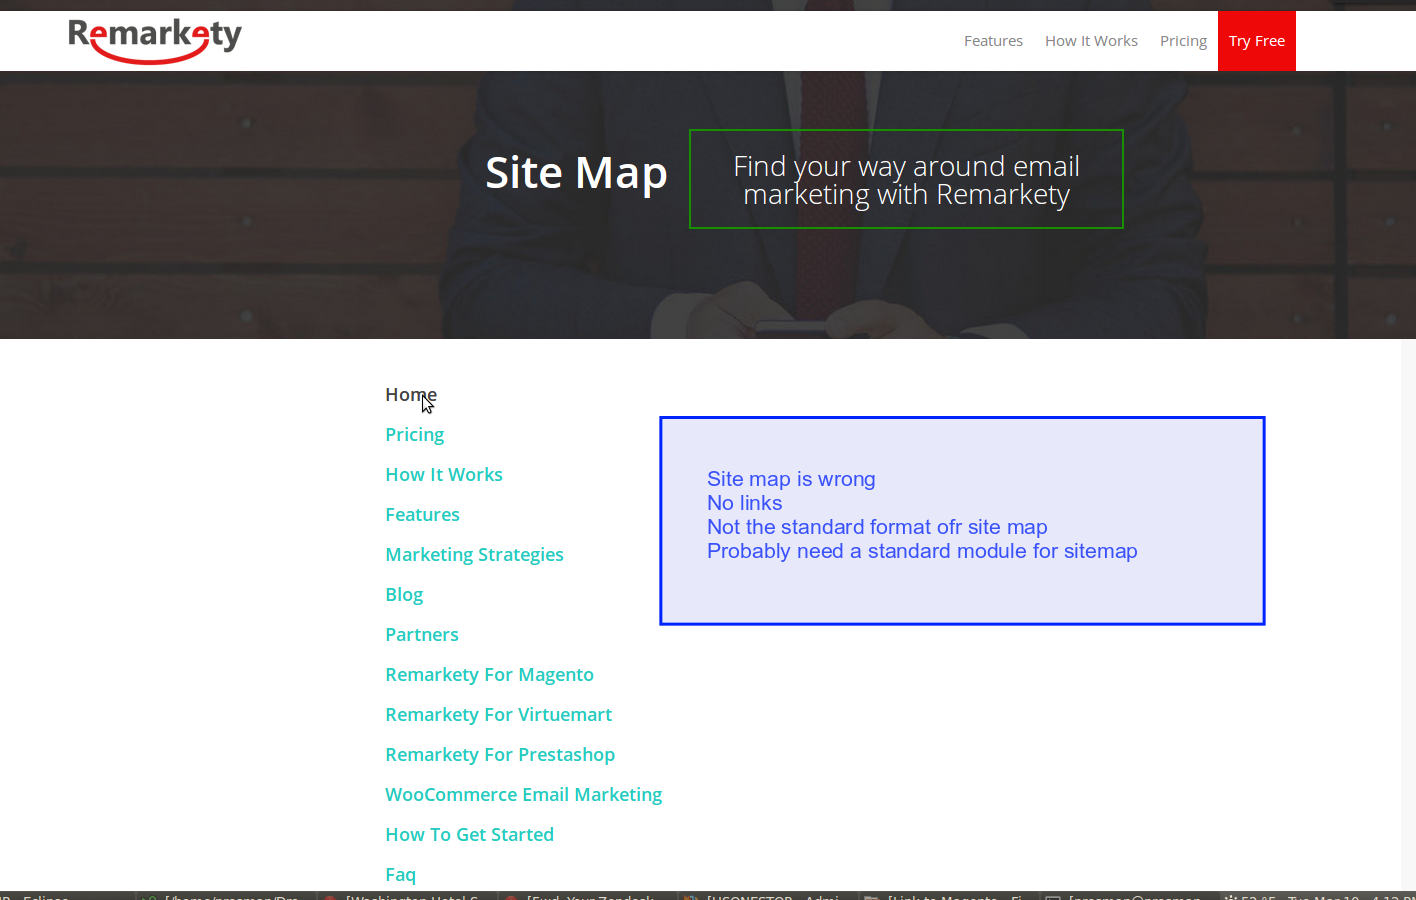 Remarkety
Features How It Works Pricing Try Free
Site Map
Find your way around email
marketing with Remarkety
Home
Pricing
How It Works
Features
Marketing Strategies
Blog
Partners
Remarkety For Magento
Remarkety For Virtuemart
Remarkety For Prestashop
WooCommerce Email Marketing
How To Get Started
Faq
Site map is wrong
No links
Not the standard format ofr site map
Probably need a standard module for sitemap